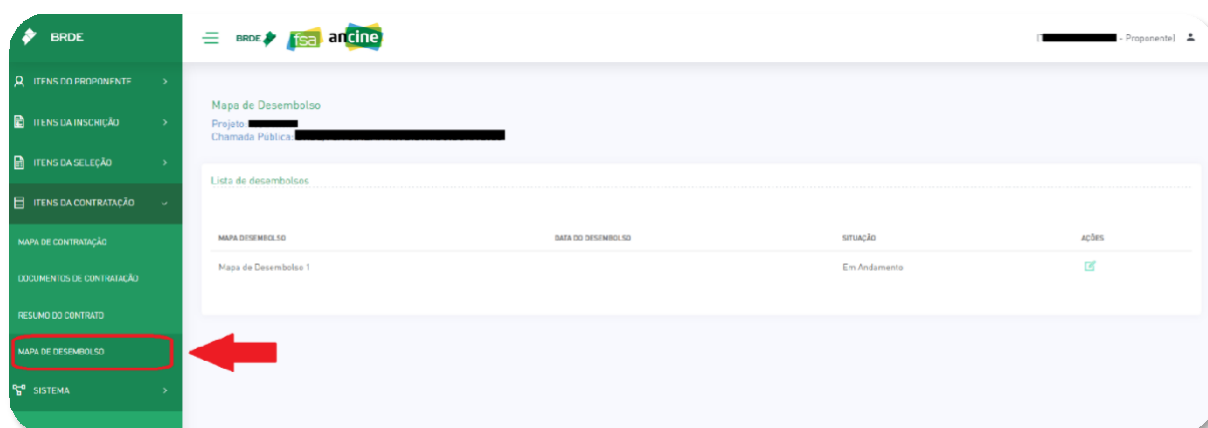 BRDE
BRDE fsa ancine
- Proponente]
ITENS DO PROPONENTE
ITENS DA INSCRIÇÃO
ITENS DA SELEÇÃO
ITENS DA CONTRATAÇÃO
MAPA DE CONTRATAÇÃO
DOCUMENTOS DE CONTRATAÇÃO
RESUMO DO CONTRATO
MAPA DE DESEMBOLSO
SISTEMA
Mapa de Desembolso
Projeto:
Chamada Pública:
Lista de desembolsos
MAPA DESEMBOLSO DATA DO DESEMBOLSO SITUAÇÃO AÇÕES
Mapa de Desembolso 1 Em Andamento